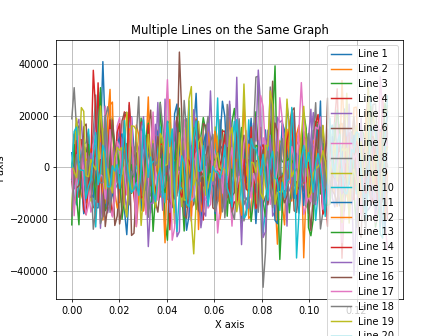 Multiple Lines on the Same Graph
40000
20000
0
−20000
−40000
0.00
0.02
0.04
0.06
0.08
0.10
X axis
Line 1
Line 2
Line 3
Line 4
Line 5
Line 6
Line 7
Line 8
Line 9
Line 10
Line 11
Line 12
Line 13
Line 14
Line 15
Line 16
Line 17
Line 18
Line 19
Line 20